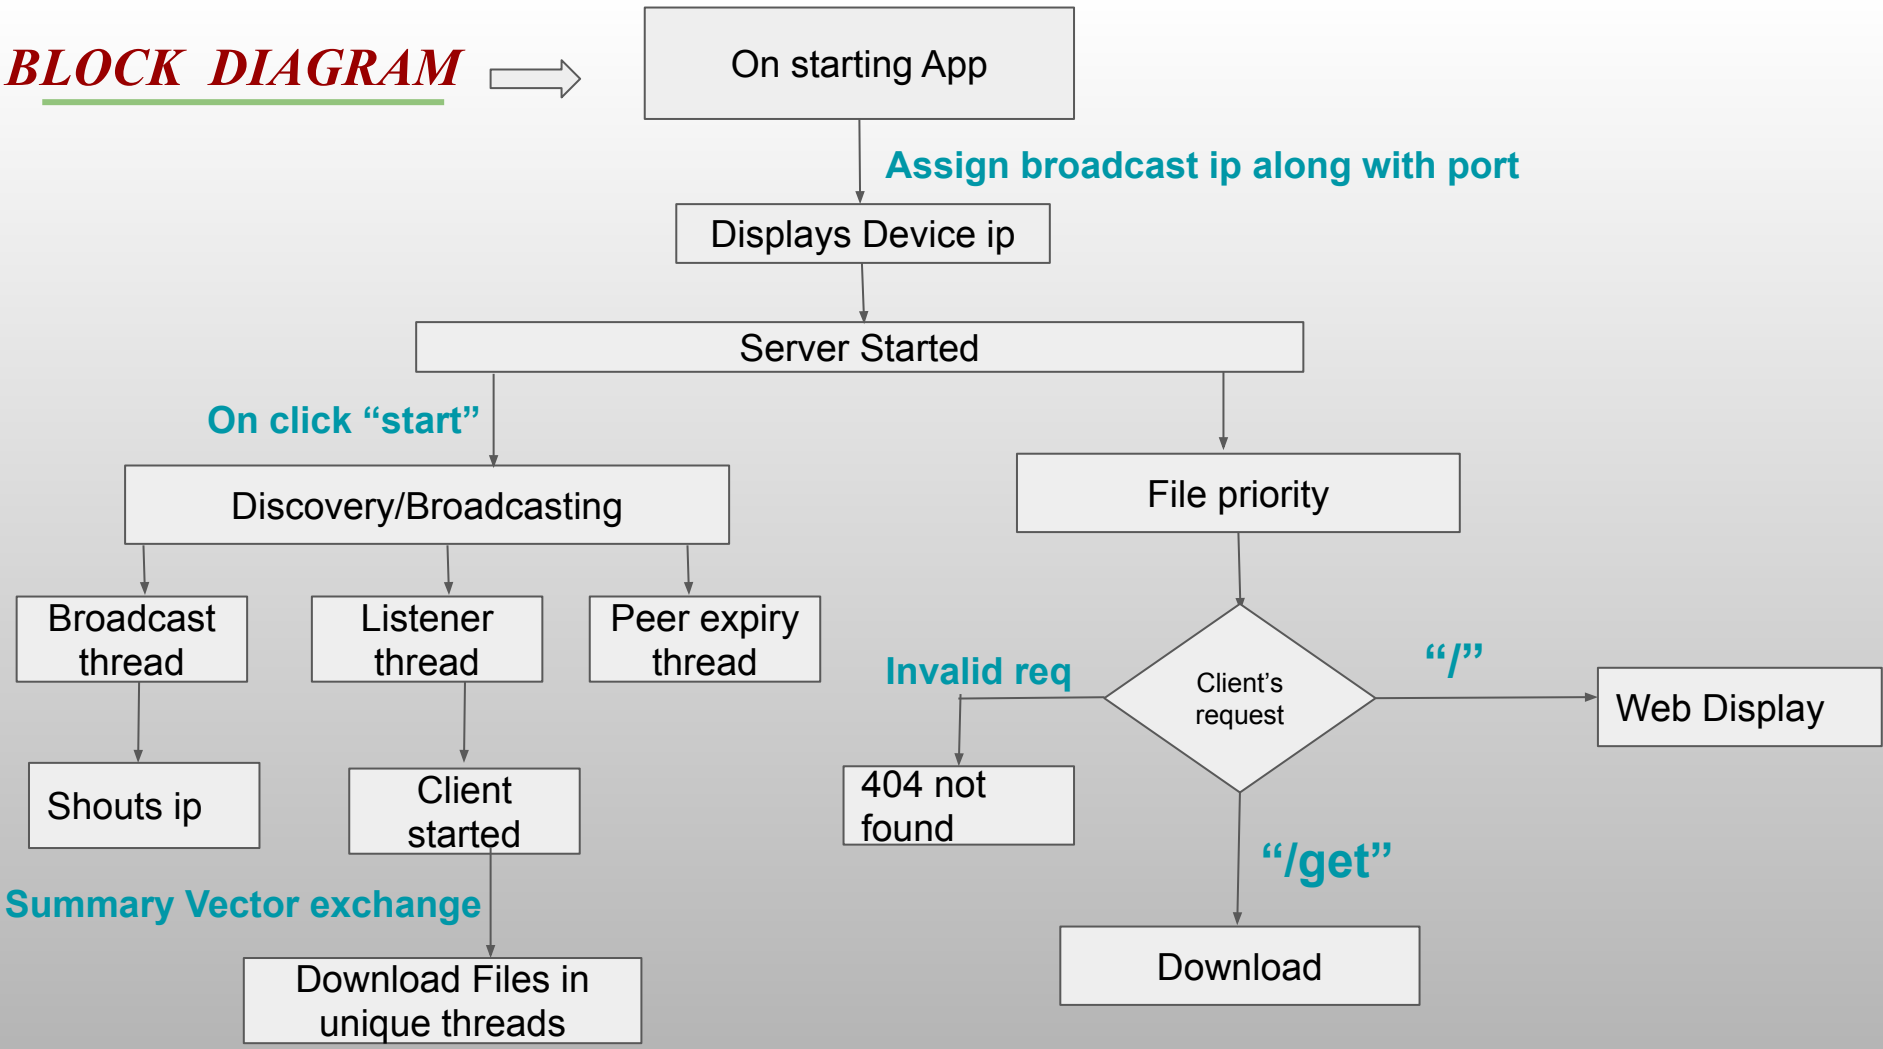 BLOCK DIAGRAM
On starting App
Assign broadcast ip along with port
Displays Device ip
Server Started
On click “start”
Discovery/Broadcasting
File priority
Broadcast
thread
Listener
thread
Peer expiry
thread
Invalid req
Client’s
request
“/”
Web Display
Shouts ip
Client
started
404 not
found
“/get”
Summary Vector exchange
Download Files in
unique threads
Download